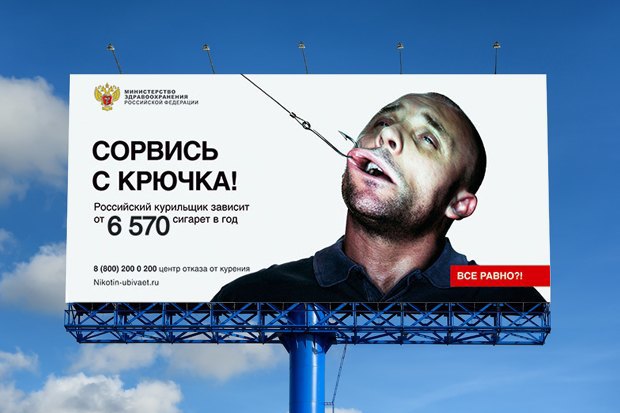 МИНИСТЕРСТВО
ЗДРАВООХРАНЕНИЯ
РОССИЙСКОЙ ФЕДЕРАЦИИ
СОРВИСЬ
С КРЮЧКА!
Российский курильщик зависит
от 6 570 сигарет в год
8 (800) 200 0 200 центр отказа от курения
Nikotin-ubivaet.ru
ВСЕ РАВНО?!